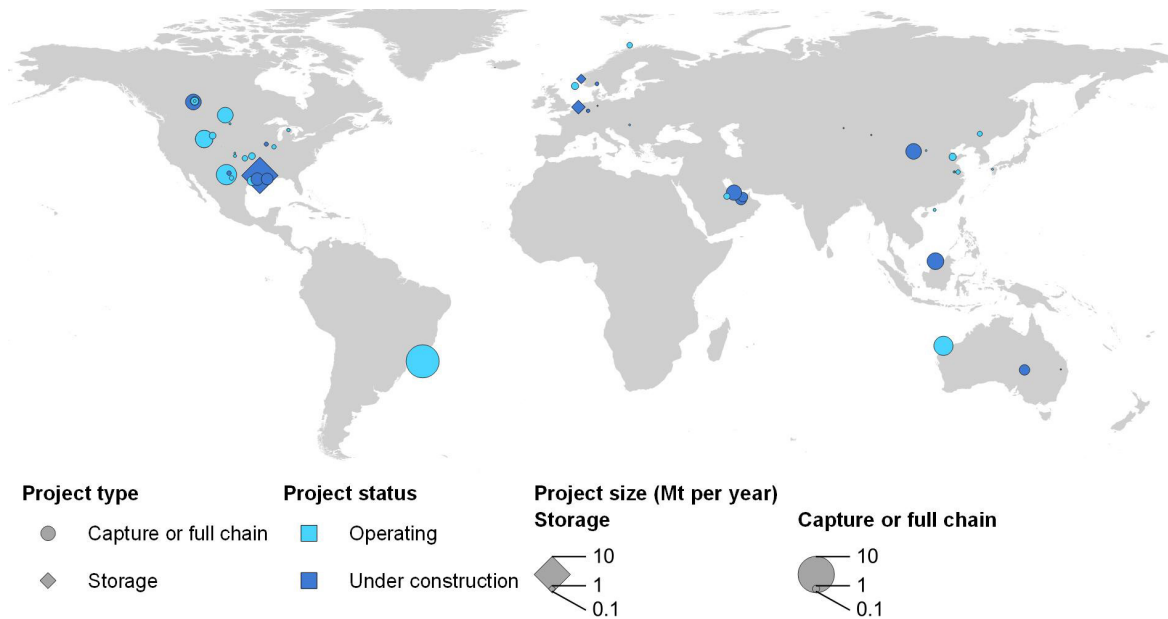 Project type
Capture or full chain
Storage
Project status
Operating
Under construction
Project size (Mt per year)
Storage
10
1
0.1
Capture or full chain
10
1
0.1